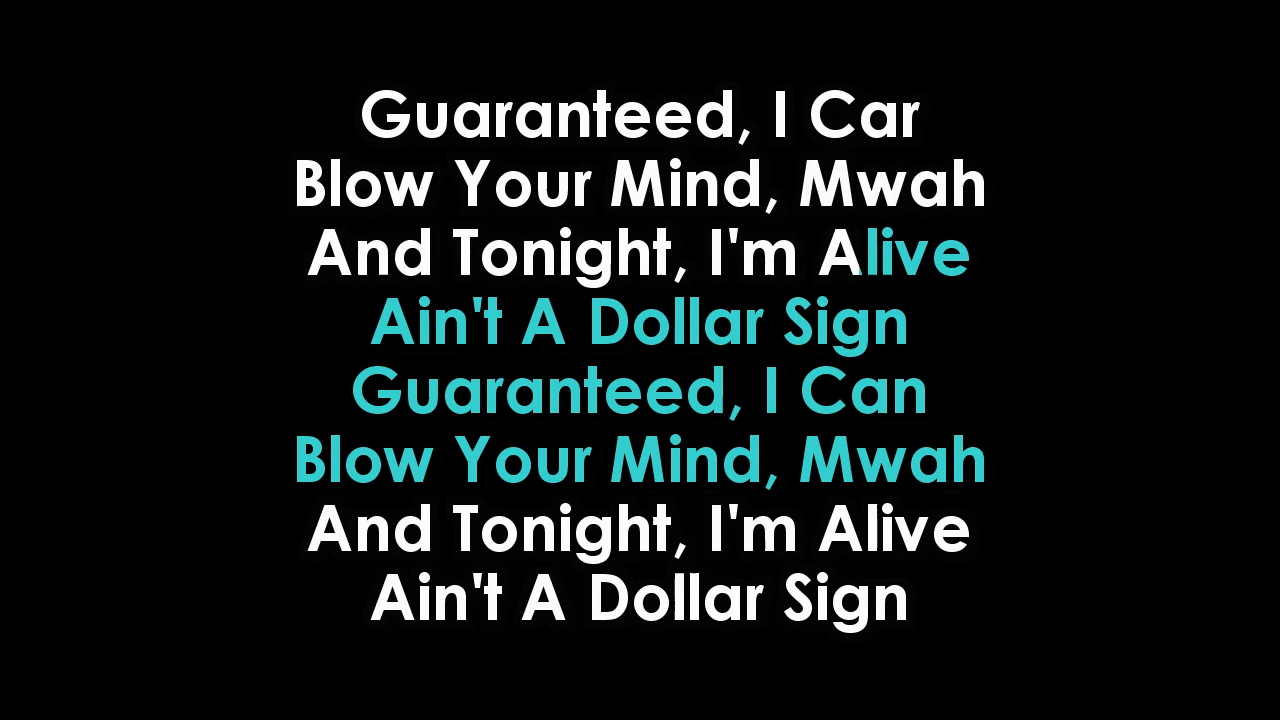 Guaranteed, I Car
Blow Your Mind, Mwah
And Tonight, I'm Alive
Ain't A Dollar Sign
Guaranteed, I Can
Blow Your Mind, Mwah
And Tonight, I'm Alive
Ain't A Dollar Sign